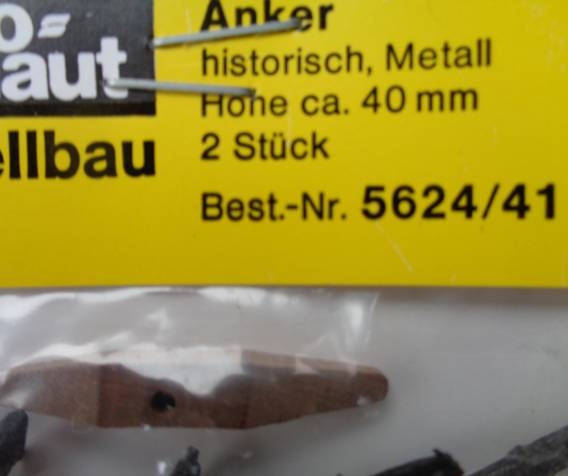 o-
aut
ellbau
Anker
historisch, Metall
Höhe ca. 40 mm
2 Stück
Best.-Nr. 5624/41